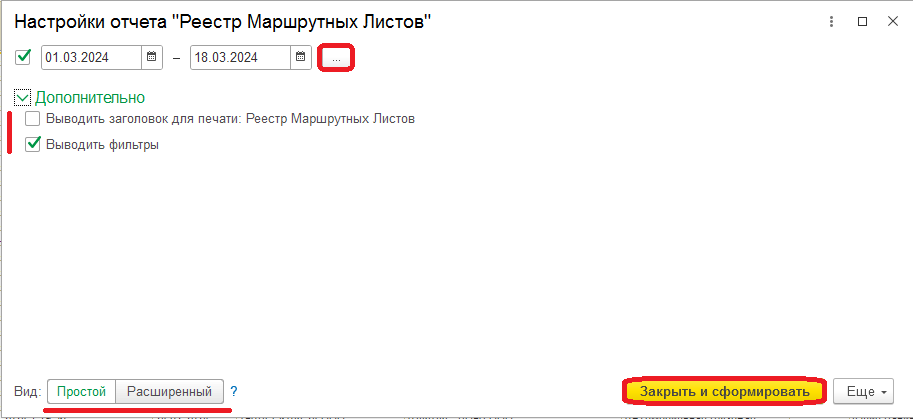 Настройки отчета "Реестр Маршрутных Листов"
01.03.2024 – 18.03.2024 ...
Дополнительно
Выводить заголовок для печати: Реестр Маршрутных Листов
Выводить фильтры
Вид: Простой Расширенный ? Закрыть и сформировать Еще